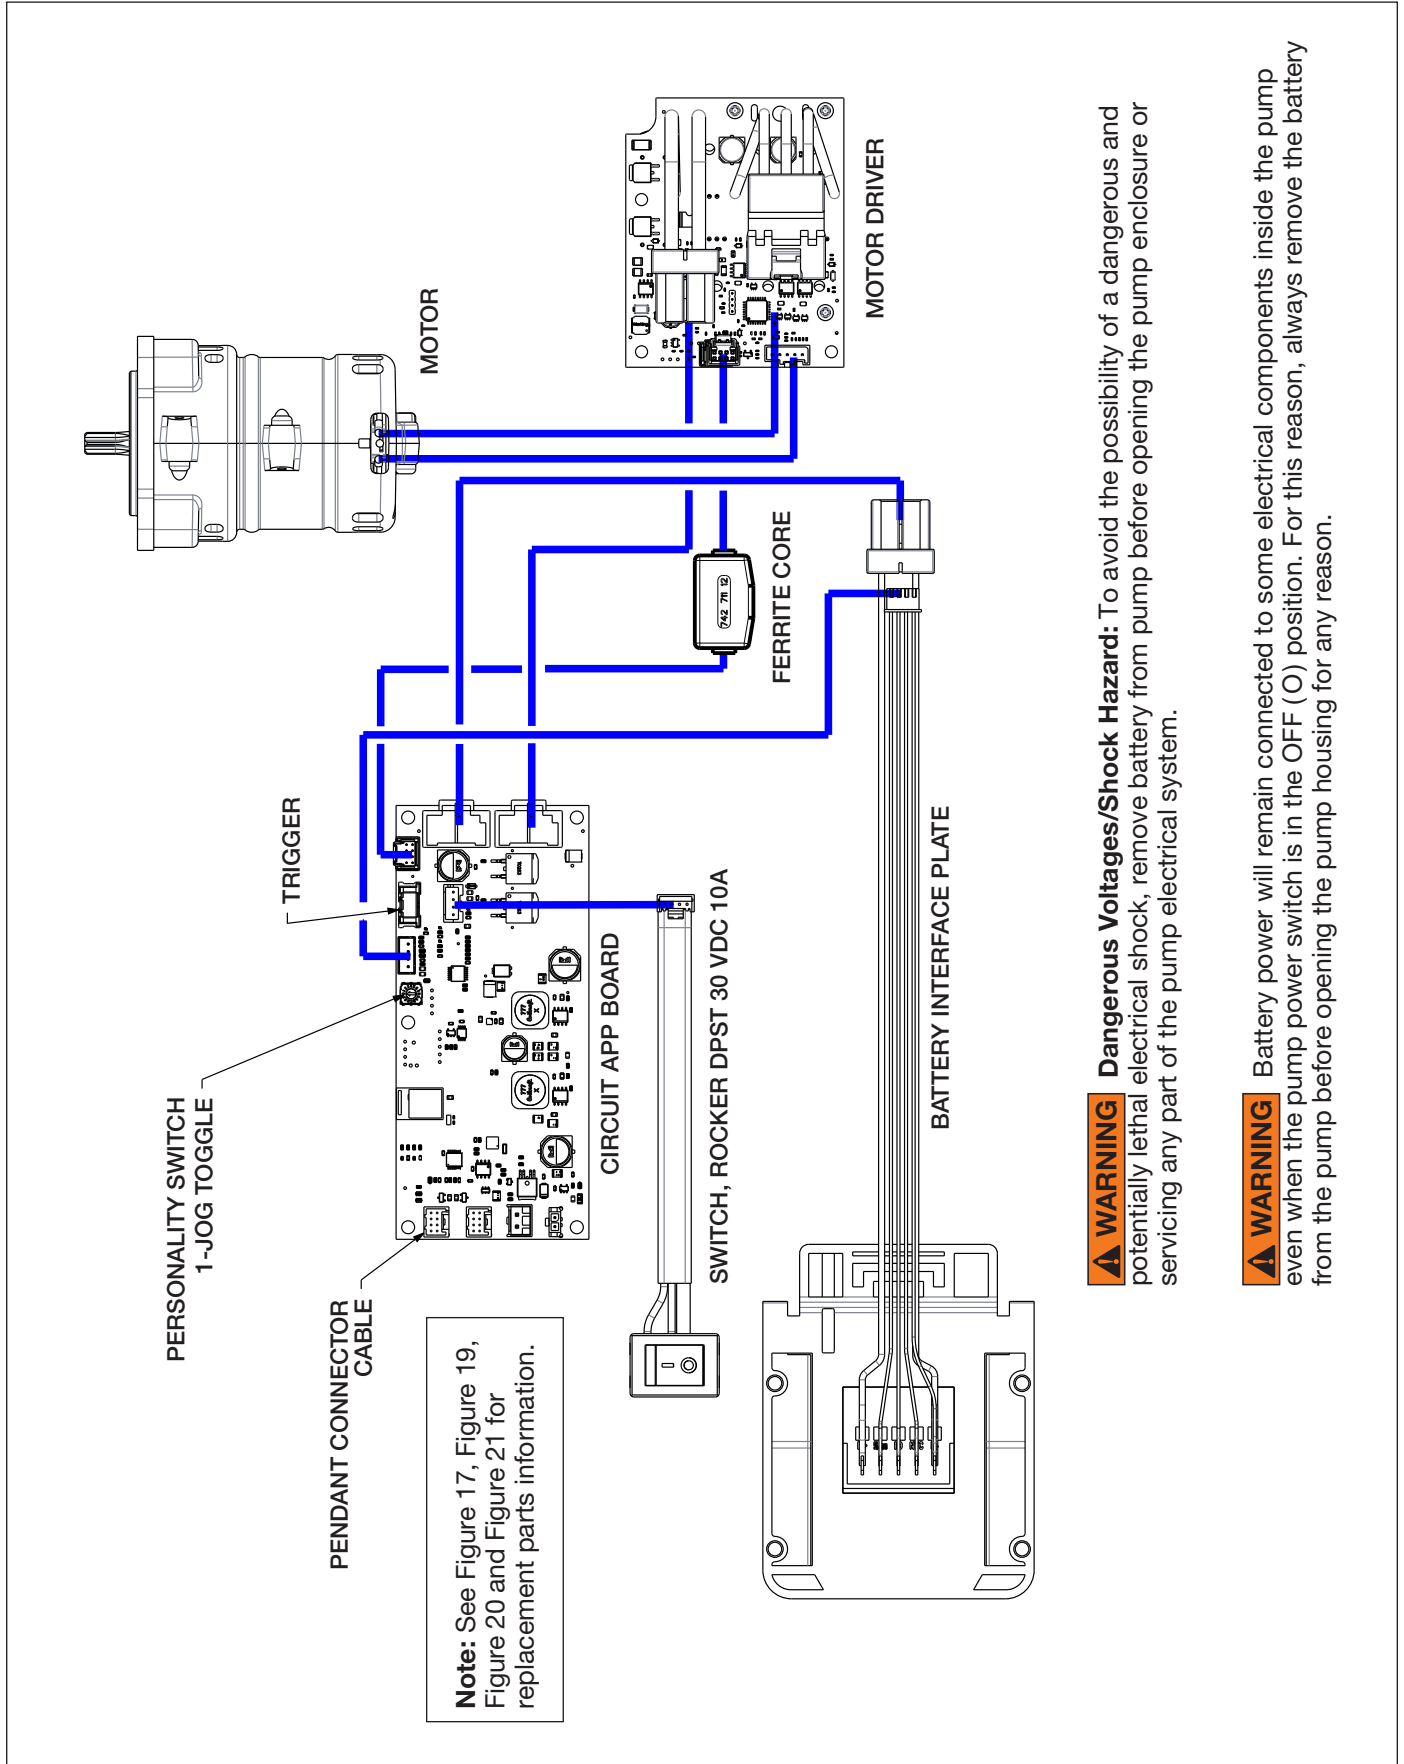 MOTOR
MOTOR DRIVER
FERRITE CORE
742 711 12
TRIGGER
PERSONALITY SWITCH
1-JOG TOGGLE
PENDANT CONNECTOR
CABLE
CIRCUIT APP BOARD
SWITCH, ROCKER DPST 30 VDC 10A
BATTERY INTERFACE PLATE
Note: See Figure 17, Figure 19,
Figure 20 and Figure 21 for
replacement parts information.
WARNING Dangerous Voltages/Shock Hazard: To avoid the possibility of a dangerous and
potentially lethal electrical shock, remove battery from pump before opening the pump enclosure or
servicing any part of the pump electrical system.
WARNING Battery power will remain connected to some electrical components inside the pump
even when the pump power switch is in the OFF (O) position. For this reason, always remove the battery
from the pump before opening the pump housing for any reason.